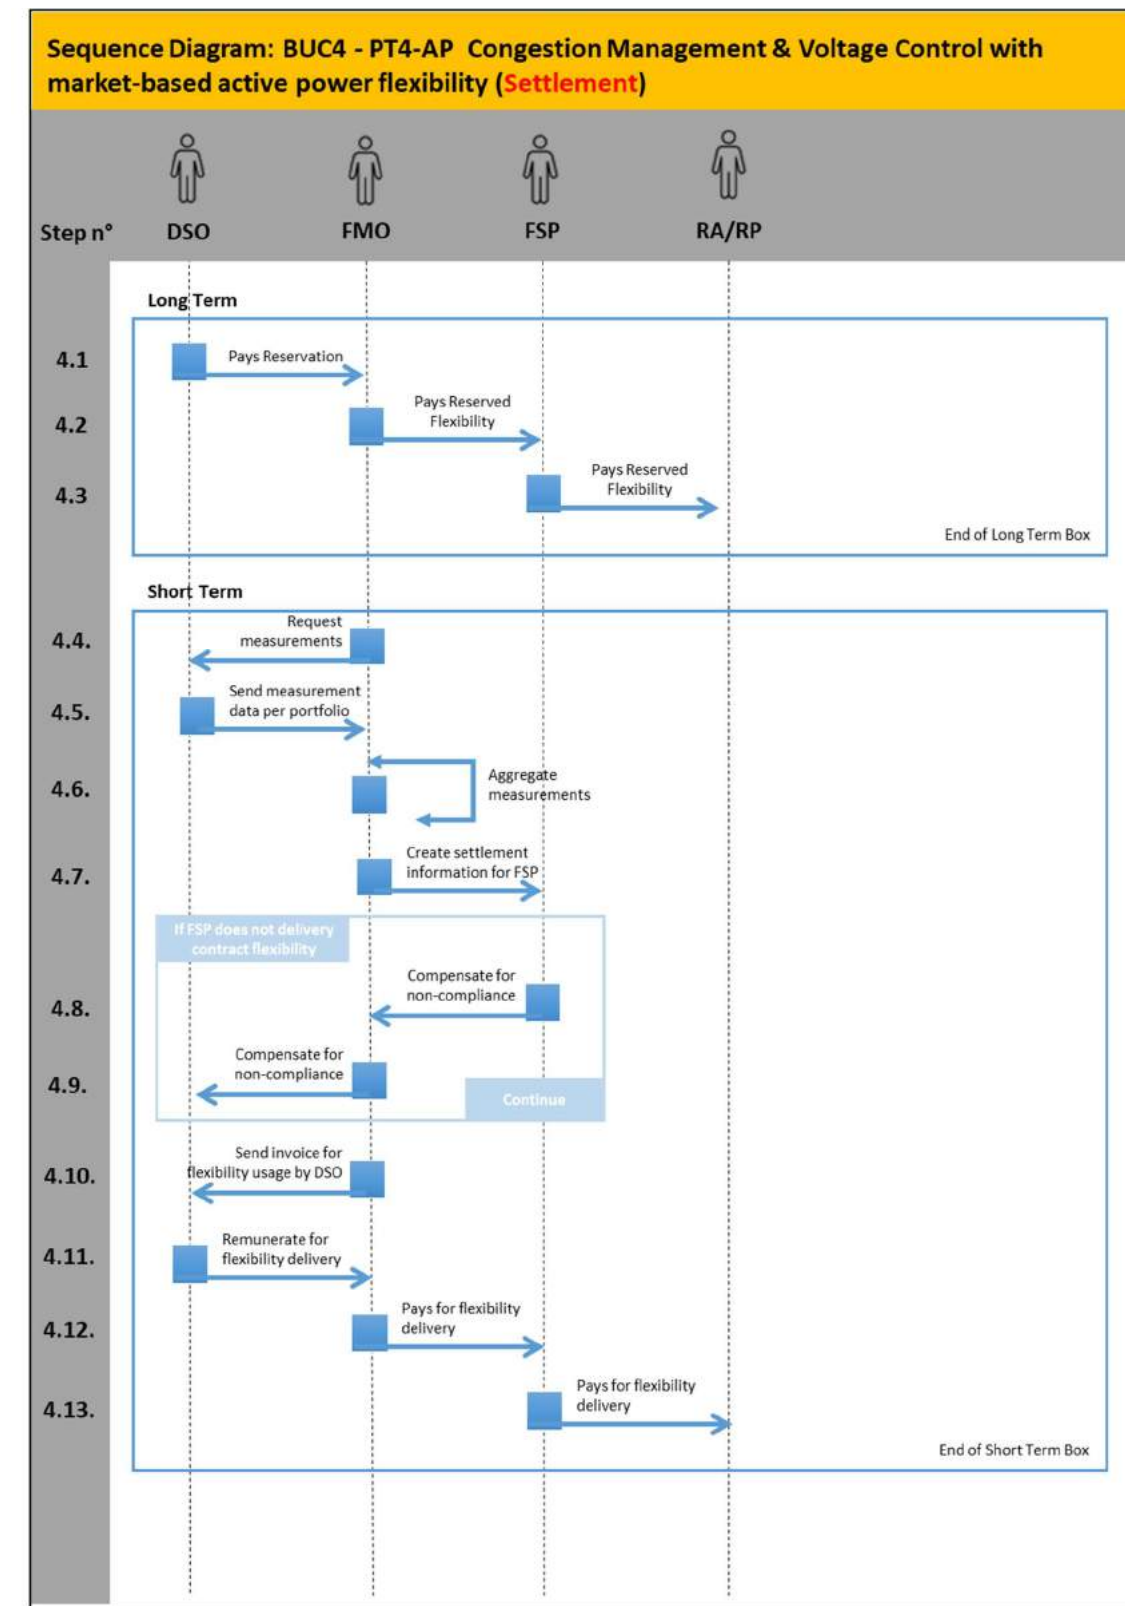 Sequence Diagram: BUC4 - PT4-AP Congestion Management & Voltage Control with
market-based active power flexibility (Settlement)
Step n° DSO FMO FSP RA/RP
Long Term
4.1 Pays Reservation
4.2 Pays Reserved
Flexibility
4.3 Pays Reserved
Flexibility
End of Long Term Box
Short Term
4.4. Request
measurements
4.5. Send measurement
data per portfolio
4.6. Aggregate
measurements
4.7. Create settlement
information for FSP
If FSP does not delivery
contract flexibility
4.8. Compensate for
non-compliance
4.9. Compensate for
non-compliance
Continue
4.10. Send invoice for
flexibility usage by DSO
4.11. Remunerate for
flexibility delivery
4.12. Pays for flexibility
delivery
4.13. Pays for flexibility
delivery
End of Short Term Box